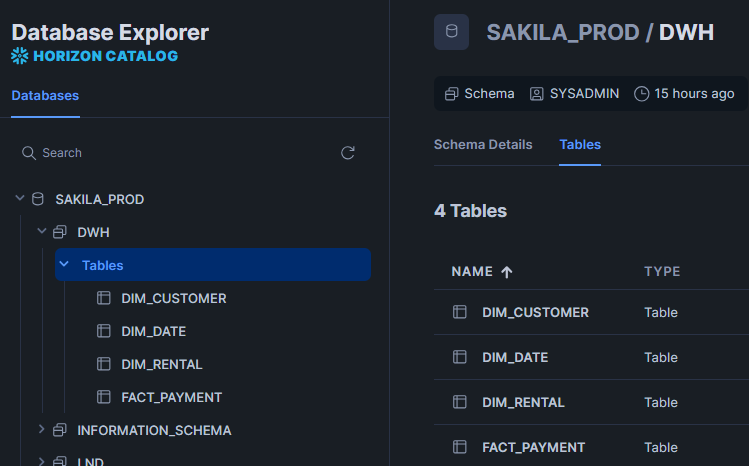 Database Explorer
HORIZON CATALOG
Databases
Search
SAKILA_PROD
DWH
Tables
DIM_CUSTOMER
DIM_DATE
DIM_RENTAL
FACT_PAYMENT
INFORMATION_SCHEMA
LND
SAKILA_PROD / DWH
Schema SYSADMIN 15 hours ago
Schema Details Tables
4 Tables
NAME TYPE
DIM_CUSTOMER Table
DIM_DATE Table
DIM_RENTAL Table
FACT_PAYMENT Table